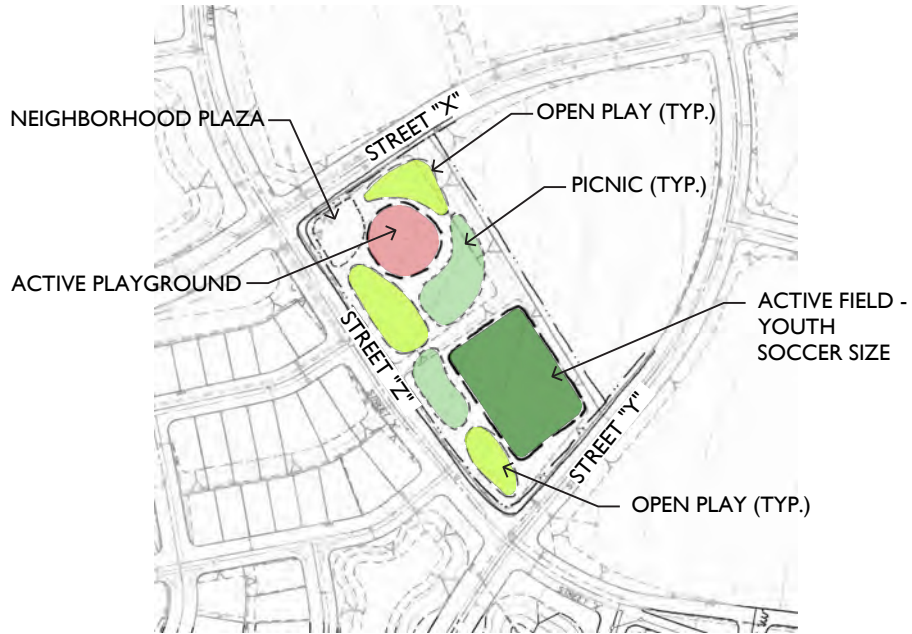 NEIGHBORHOOD PLAZA
STREET "X"
OPEN PLAY (TYP.)
PICNIC (TYP.)
ACTIVE PLAYGROUND
ACTIVE FIELD -
YOUTH
SOCCER SIZE
STREET "Z"
STREET "Y"
OPEN PLAY (TYP.)